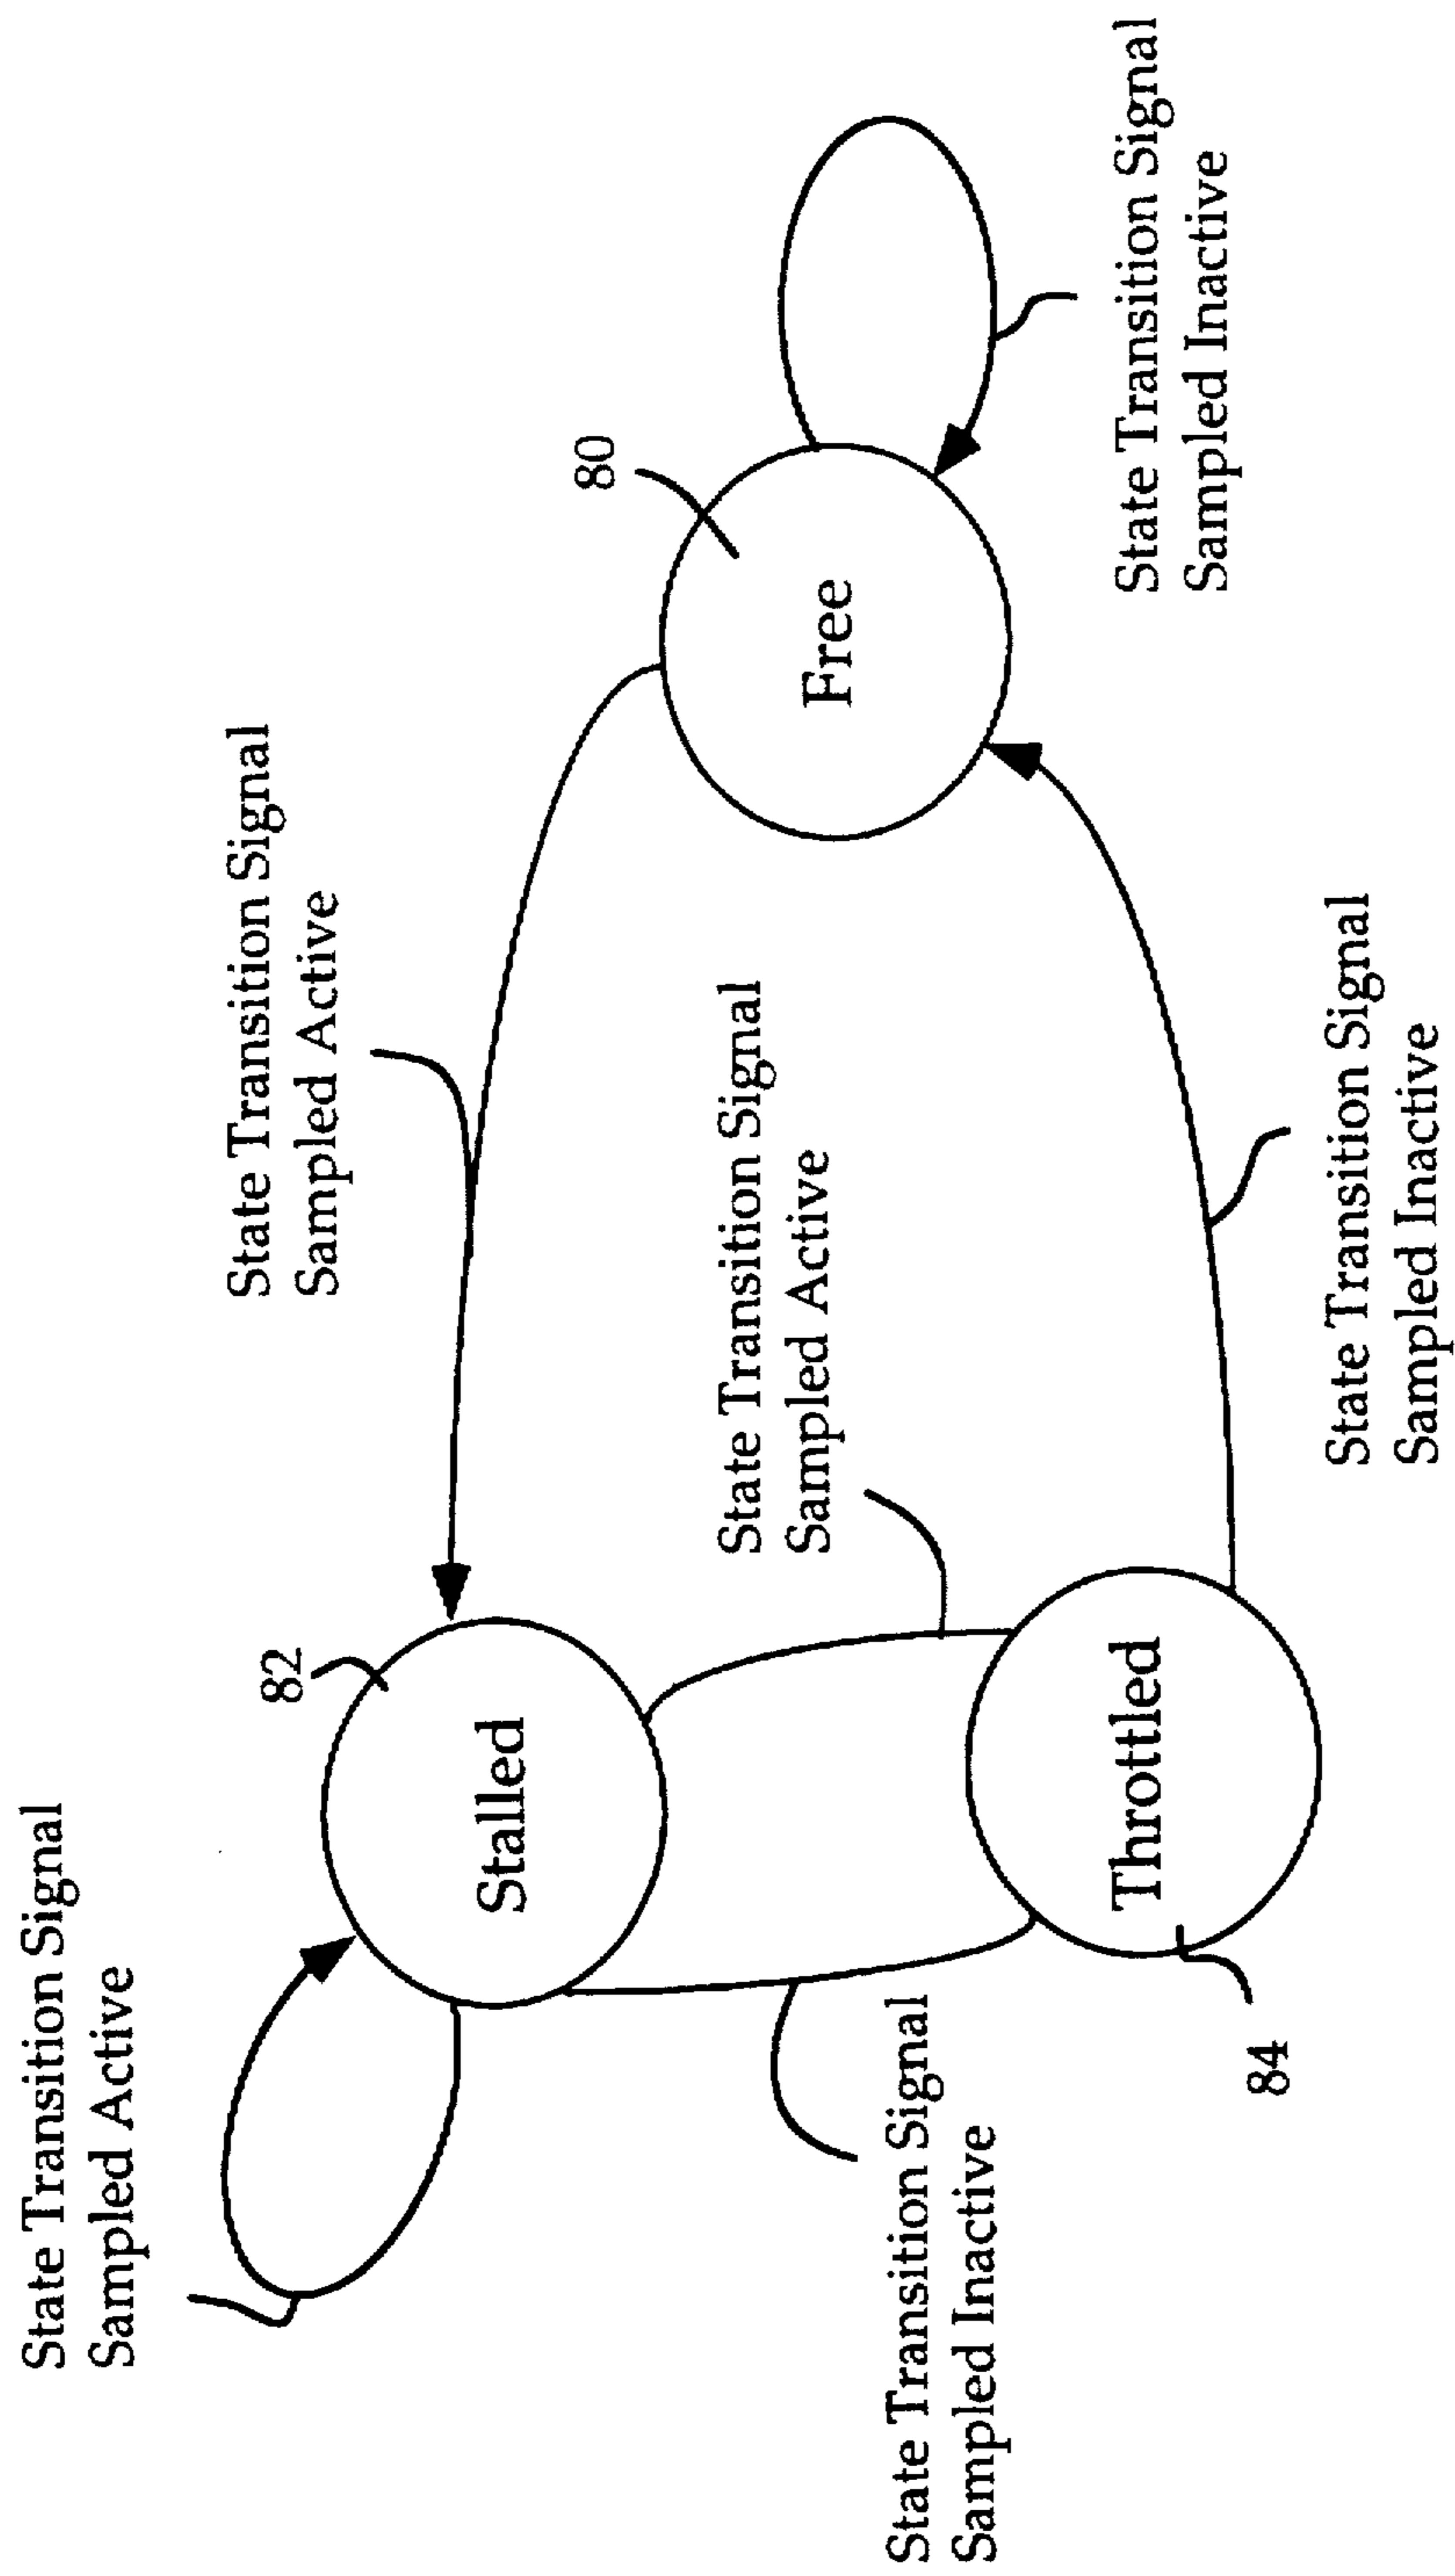 State Transition Signal
Sampled Active
82
Stalled
State Transition Signal
Sampled Active
80
Free
State Transition Signal
Sampled Active
State Transition Signal
Sampled Inactive
Throttled
84
State Transition Signal
Sampled Inactive
State Transition Signal
Sampled Inactive